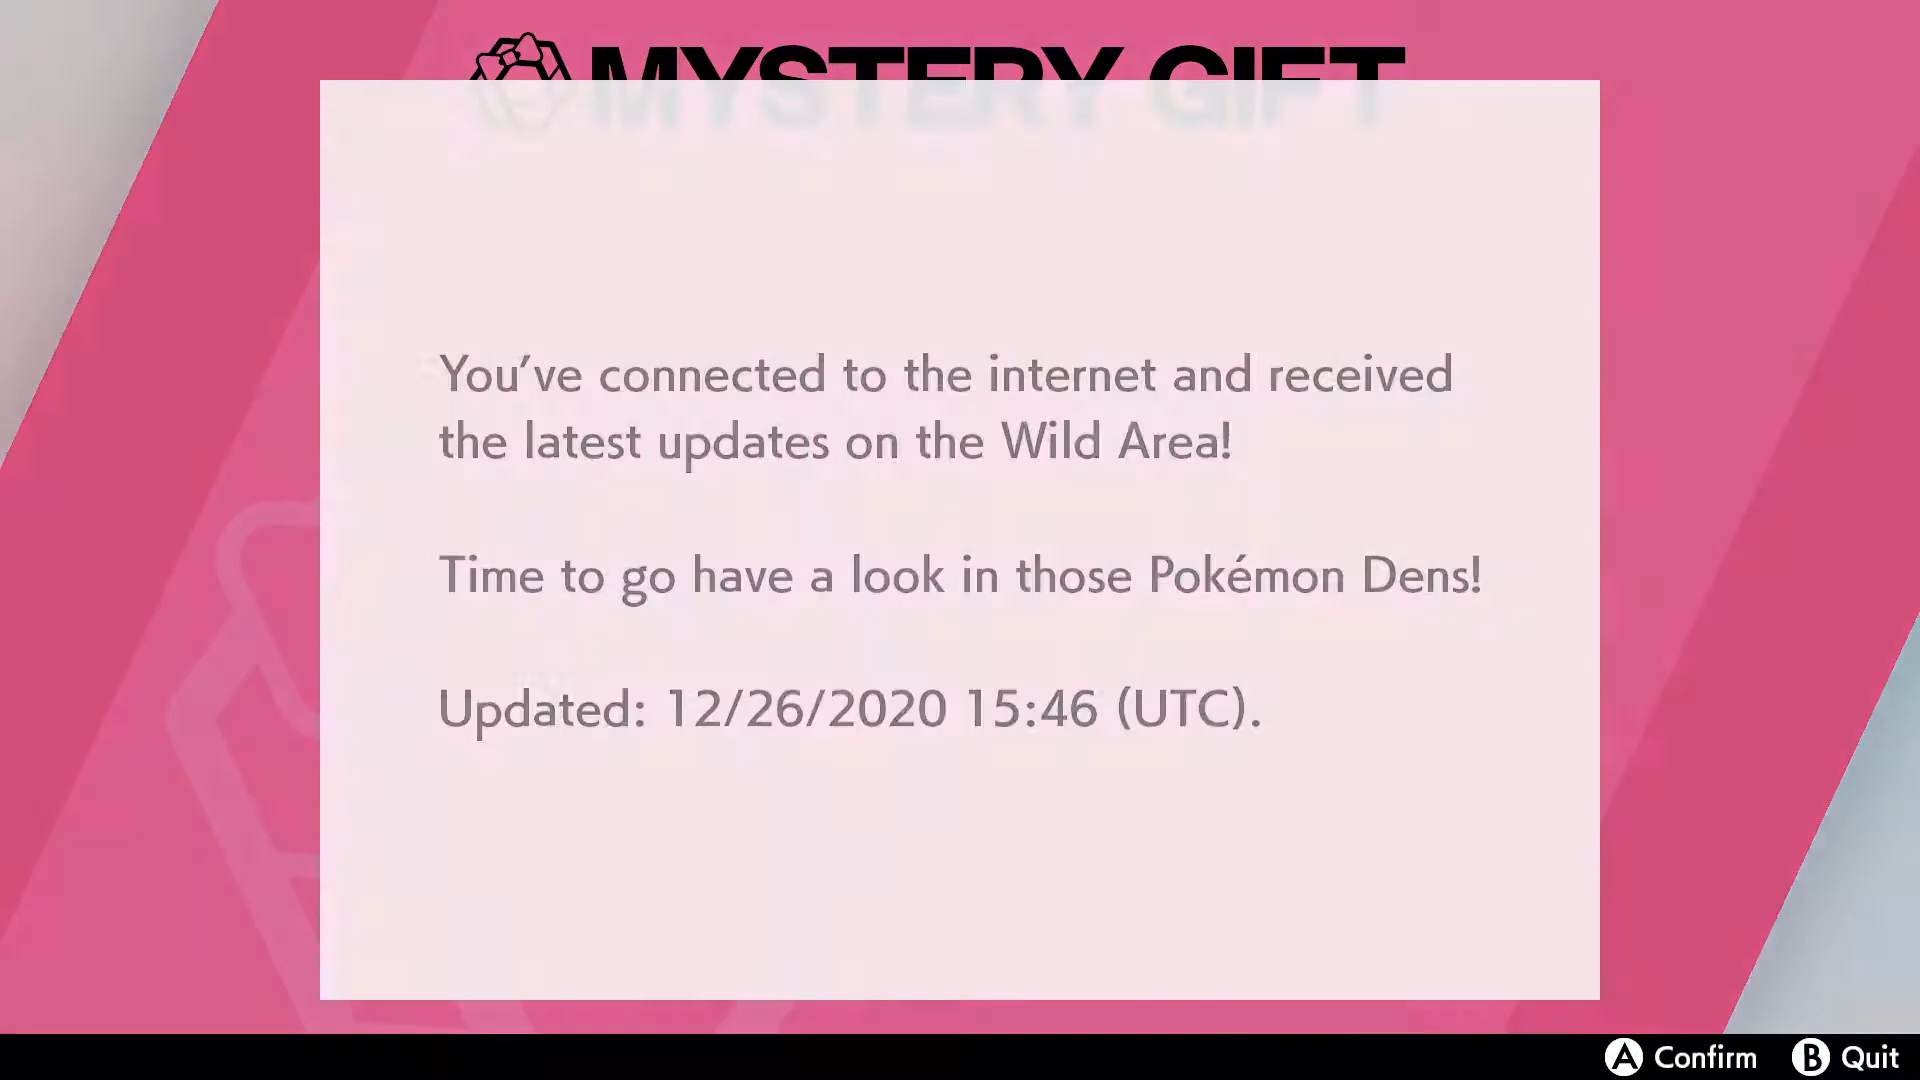 MYSTERY GIFT
You've connected to the internet and received
the latest updates on the Wild Area!
Time to go have a look in those Pokémon Dens!
Updated: 12/26/2020 15:46 (UTC).
A Confirm B Quit